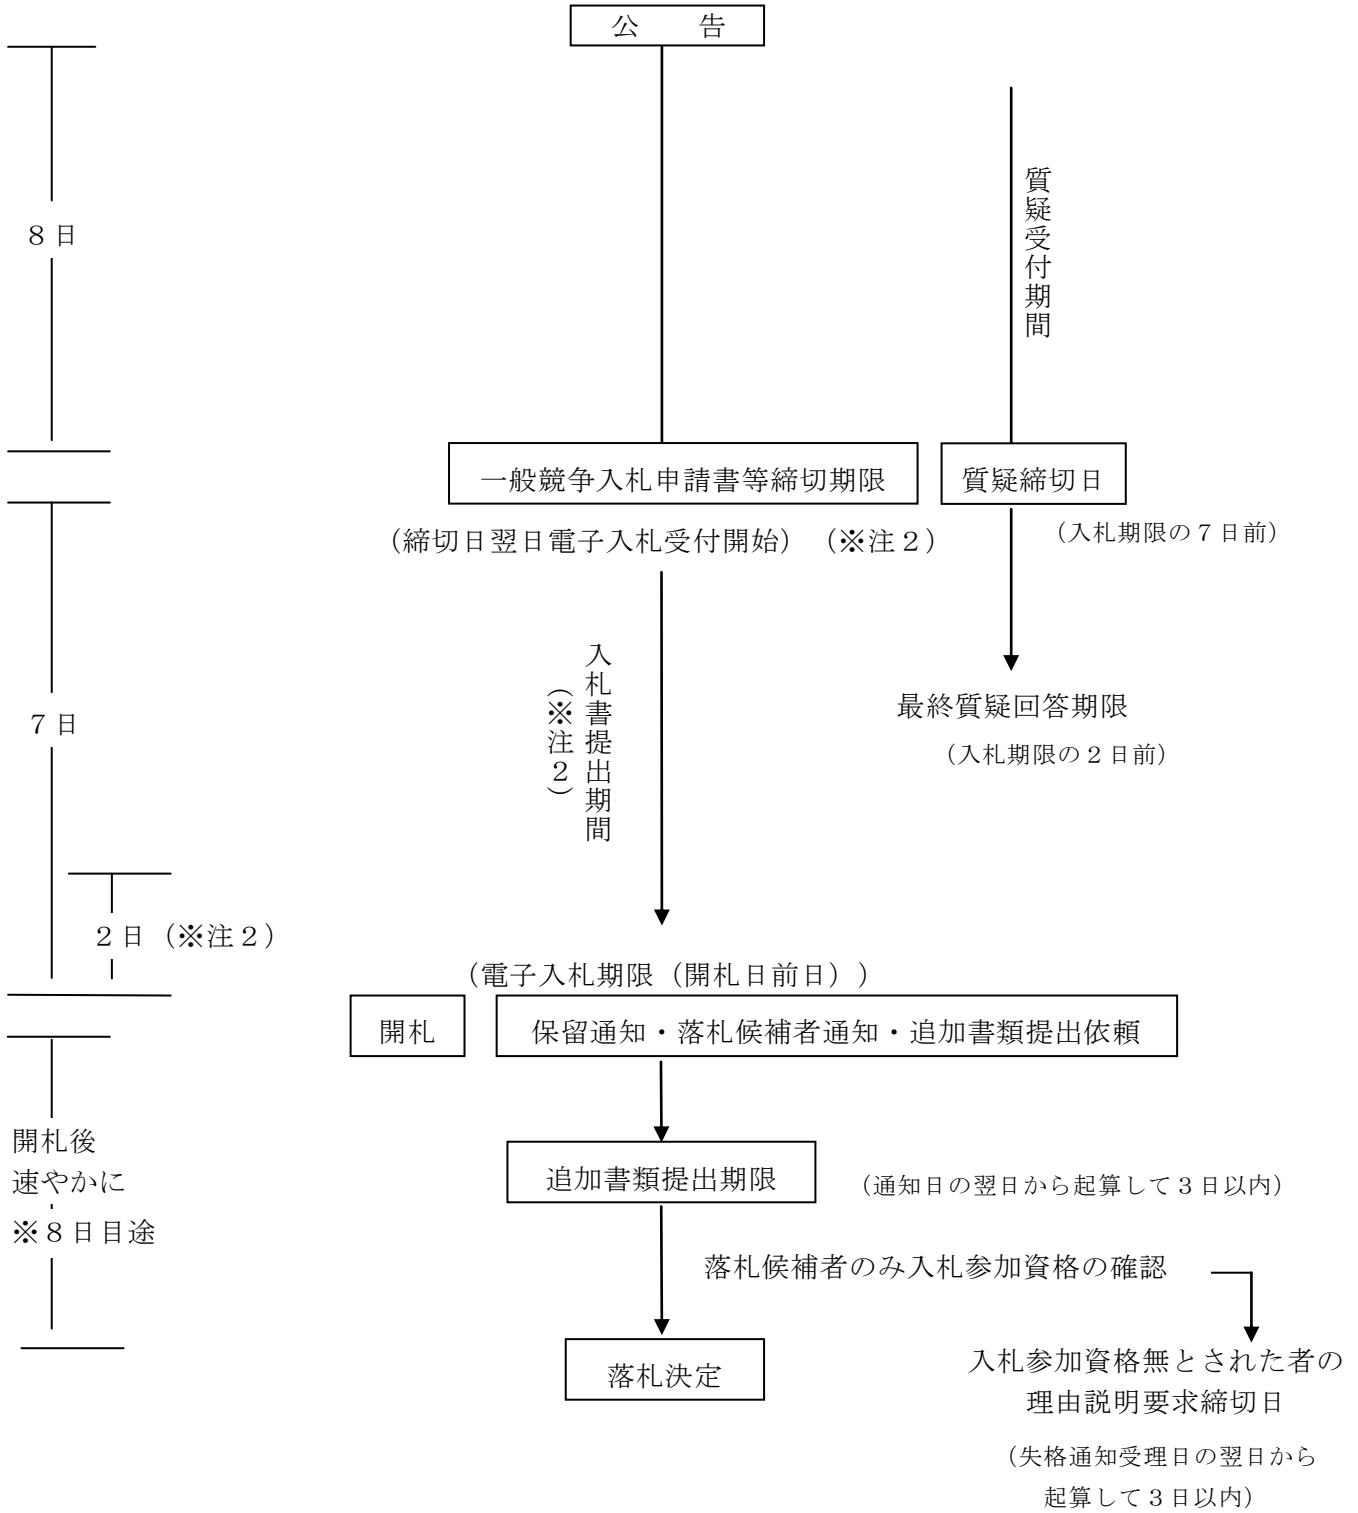 公　　告
質疑受付期間
８日
一般競争入札申請書等締切期限
質疑締切日
（締切日翌日電子入札受付開始）（※注２）
（入札期限の７日前）
入札書提出期間
（※注２）
最終質疑回答期限
７日
（入札期限の２日前）
２日（※注２）
（電子入札期限（開札日前日））
開札
保留通知・落札候補者通知・追加書類提出依頼
開札後
速やかに
※８日目途
追加書類提出期限
（通知日の翌日から起算して３日以内）
落札候補者のみ入札参加資格の確認
落札決定
入札参加資格無とされた者の
理由説明要求締切日
（失格通知受理日の翌日から
起算して３日以内）